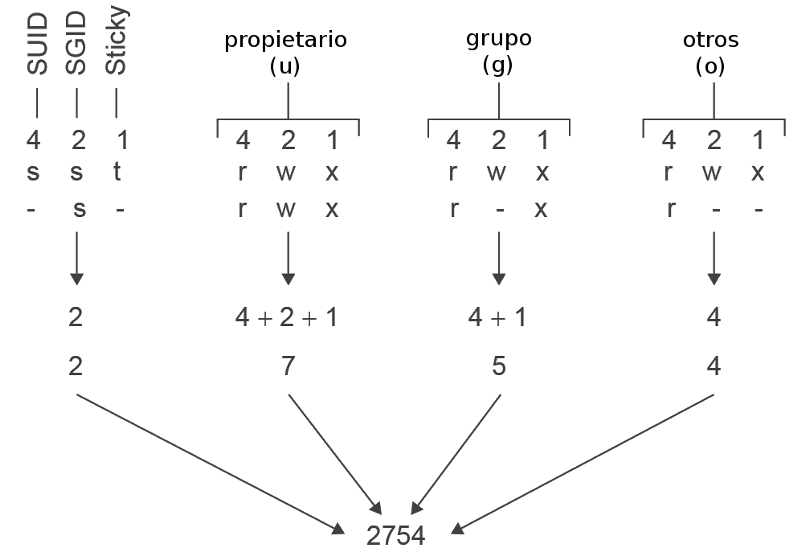 SUID SGID Sticky
propietario (u) grupo (g) otros (o)
4 2 1 4 2 1 4 2 1 4 2 1
s s t r w x r w x r w x
- s - r w x r - x r - -
2 4 + 2 + 1 4 + 1 4
2 7 5 4
2754